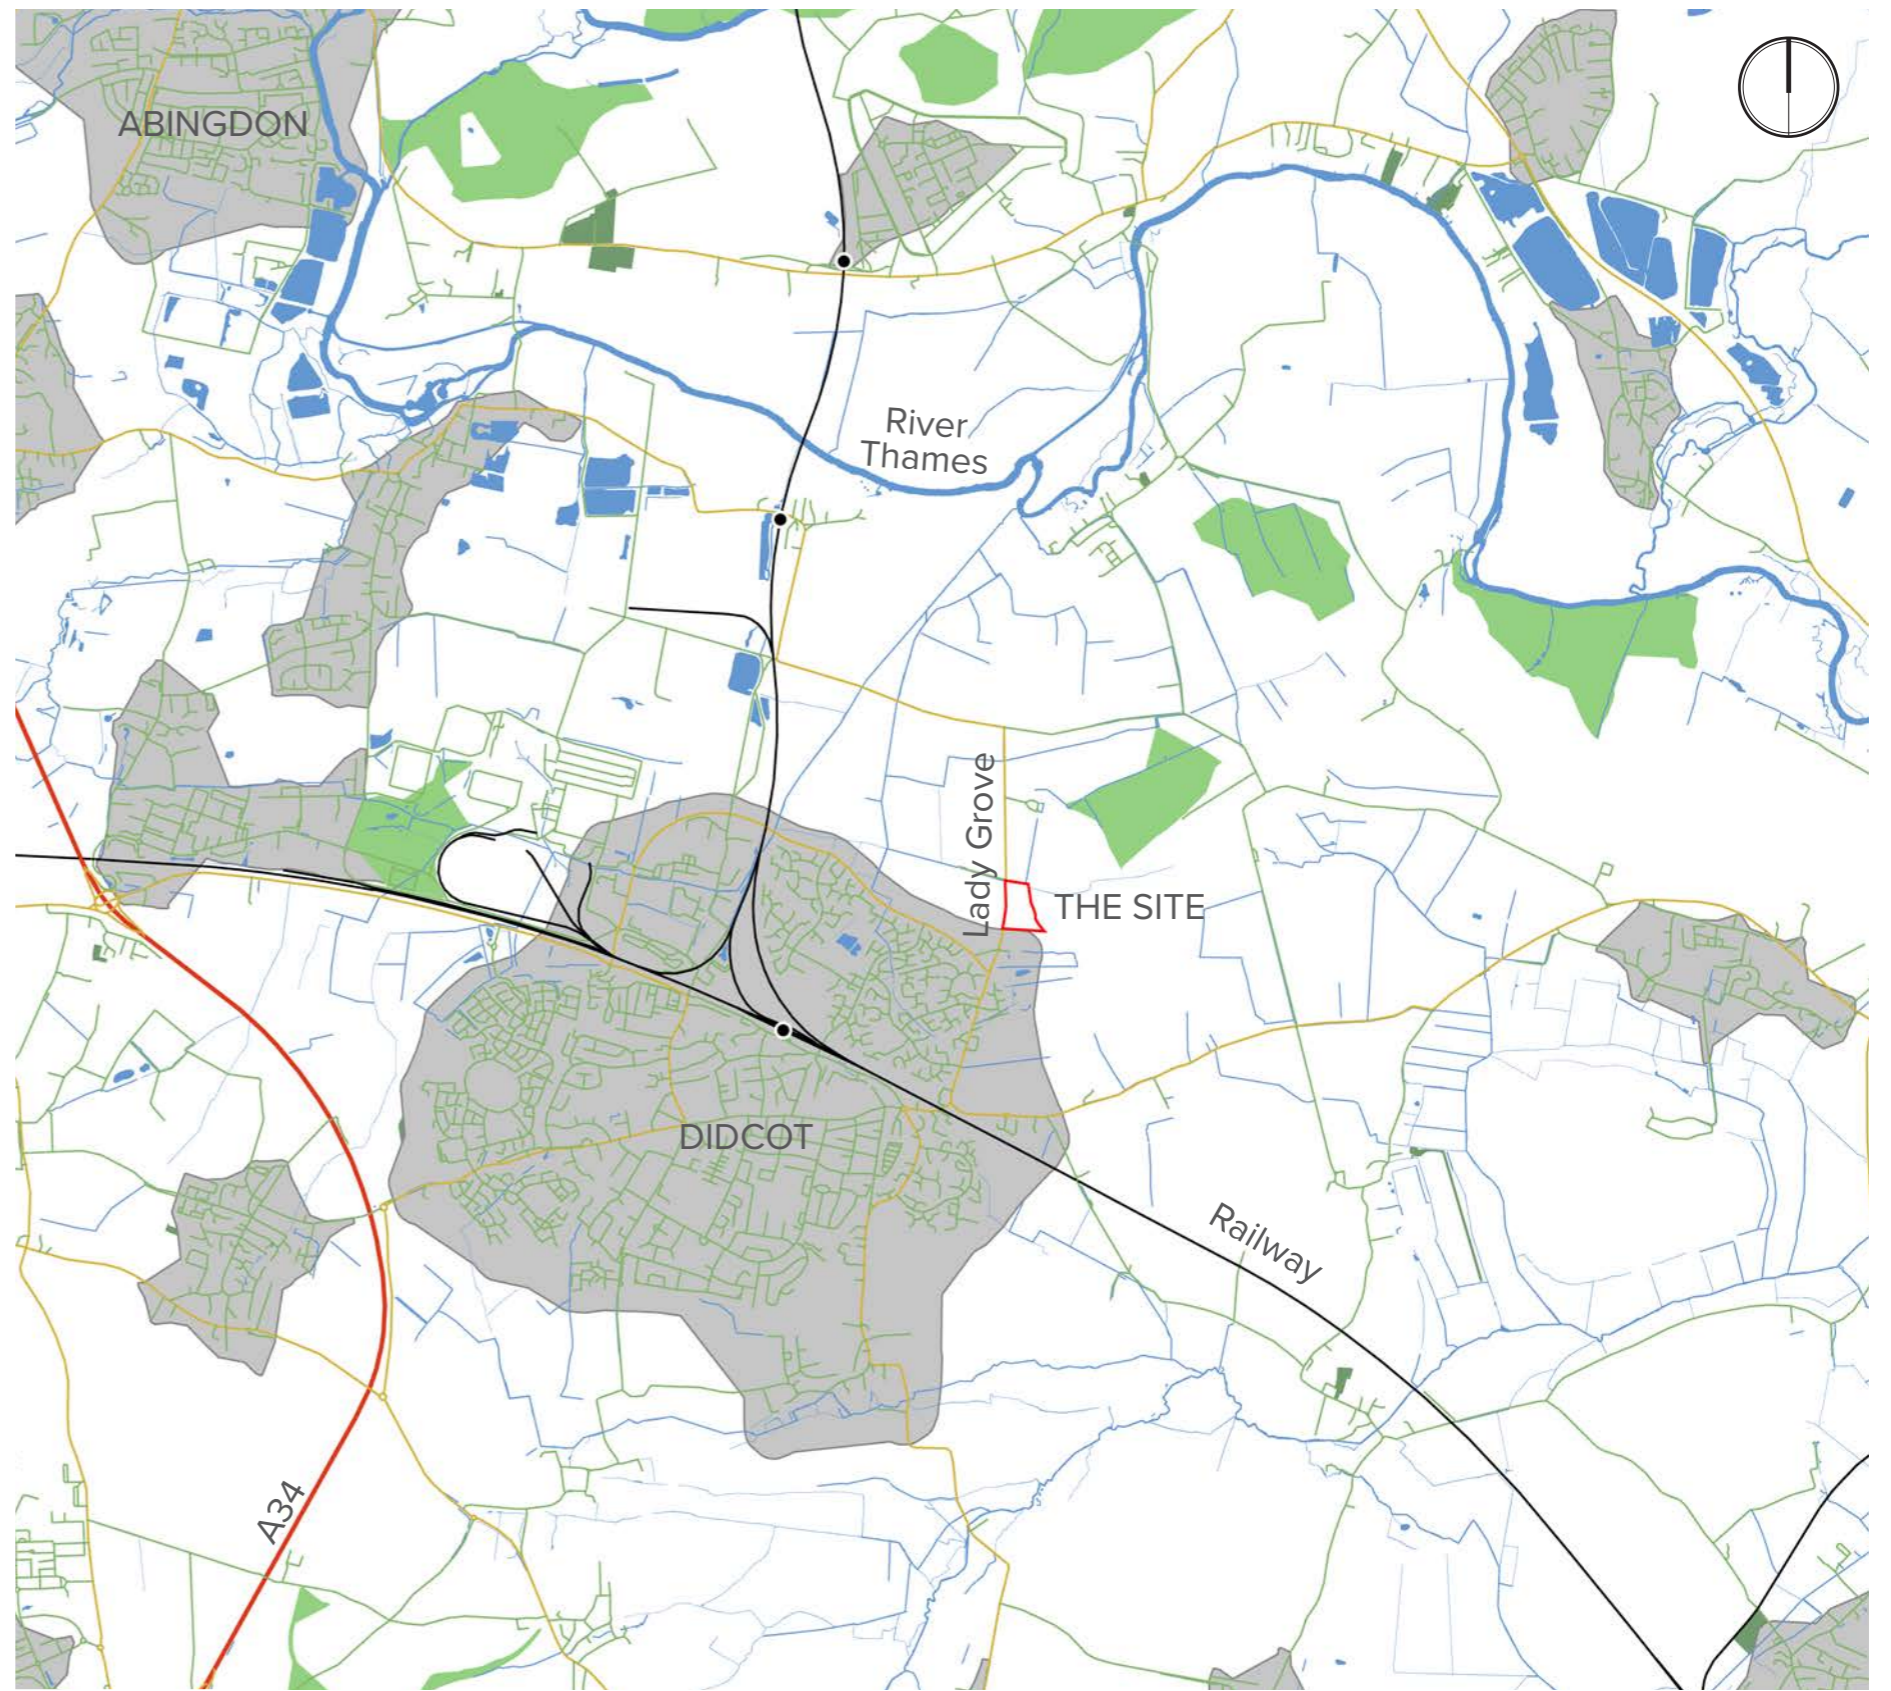 ABINGDON
River
Thames
Lady Grove
THE SITE
DIDCOT
Railway
A34